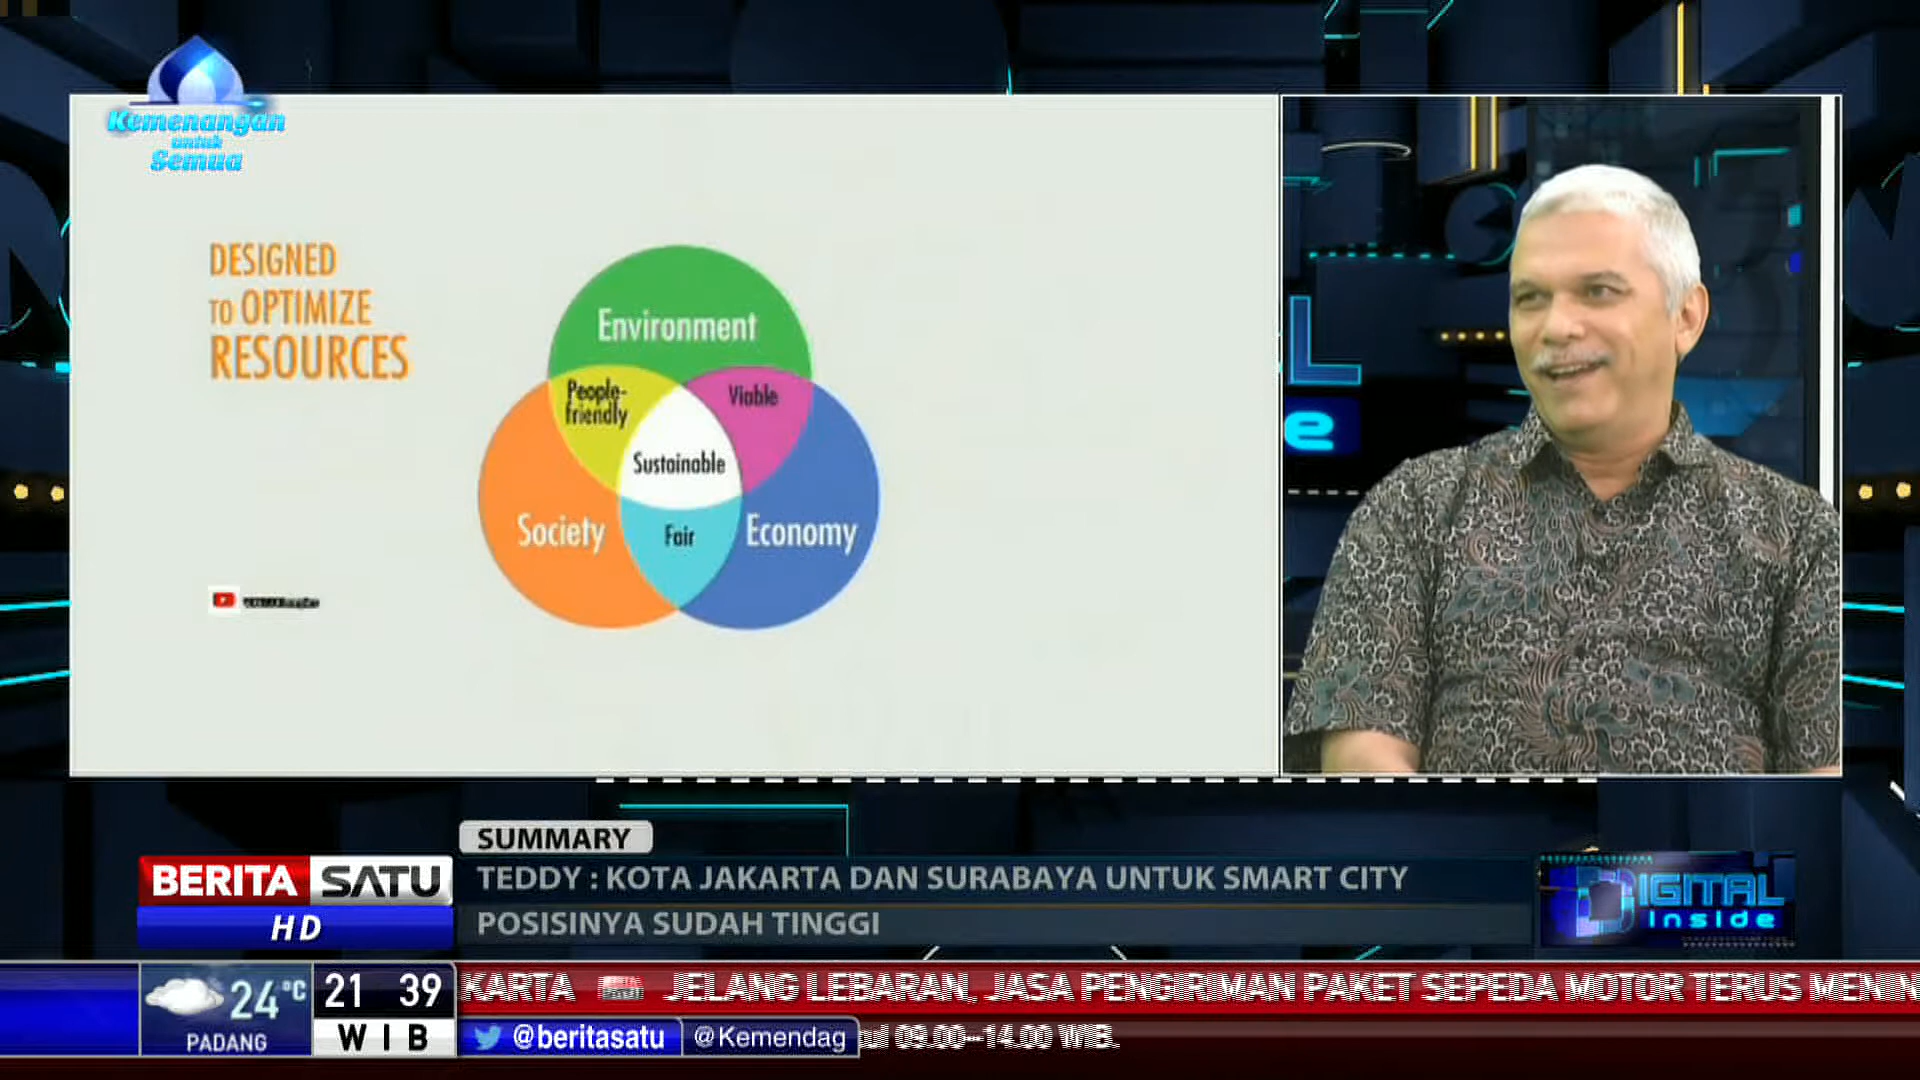 Kemenangan
untuk
Semua
DESIGNED
TO OPTIMIZE
RESOURCES
Environment
People-
friendly
Viable
Sustainable
Society
Fair
Economy
L
e
SUMMARY
BERITA SATU
HD
TEDDY : KOTA JAKARTA DAN SURABAYA UNTUK SMART CITY
POSISINYA SUDAH TINGGI
DIGITAL
Inside
24°C
PADANG
21 39
WIB
KARTA JELANG LEBARAN, JASA PENGIRIMAN PAKET SEPEDA MOTOR TERUS MENIN
@beritasatu @Kemendag 09.00–14.00 WIB.